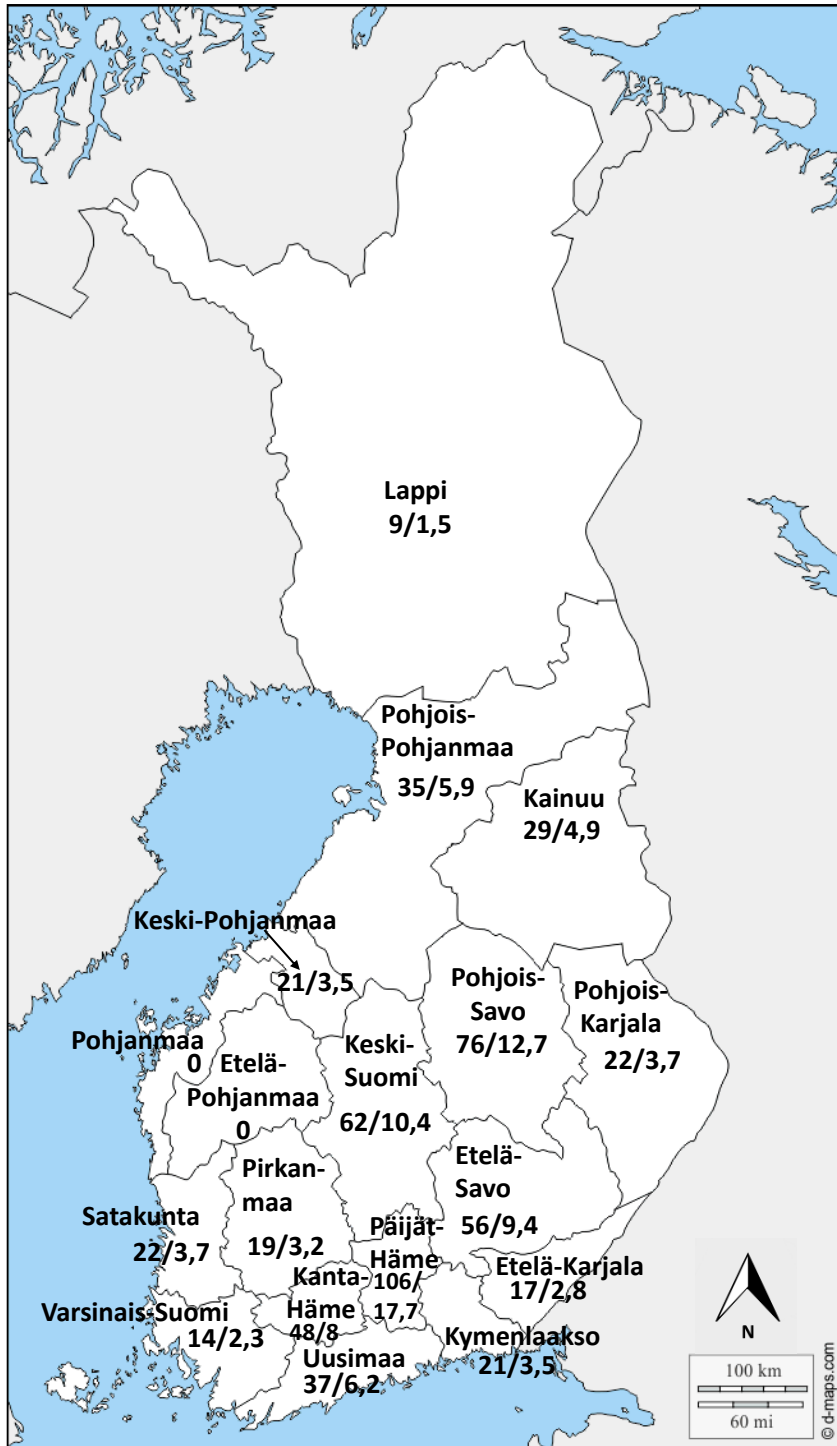 Lappi
9/1,5
Pohjois-
Pohjanmaa
35/5,9
Kainuu
29/4,9
Keski-Pohjanmaa
21/3,5
Pohjois-
Savo
76/12,7
Pohjois-
Karjala
22/3,7
Pohjanmaa
0
Etelä-
Pohjanmaa
0
Keski-
Suomi
62/10,4
Etelä-
Savo
56/9,4
Pirkan-
maa
19/3,2
Satakunta
22/3,7
Päijät-
Häme
106/
17,7
Etelä-Karjala
17/2,8
Kanta-
Häme
48/8
Varsinais-Suomi
14/2,3
Uusimaa
37/6,2
Kymenlaakso
21/3,5
N
100 km
60 mi
© d-maps.com